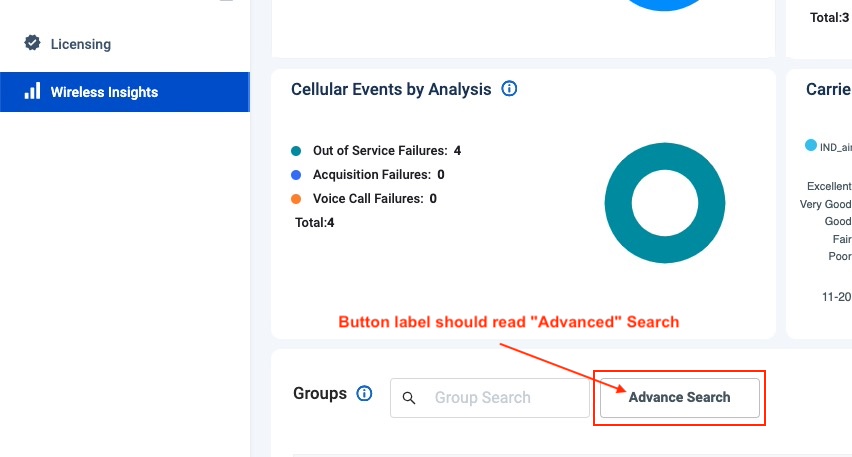 Licensing
Wireless Insights
Total:3
Cellular Events by Analysis
Out of Service Failures: 4
Acquisition Failures: 0
Voice Call Failures: 0
Total:4
Carrie
IND_air
Excellent
Very Good
Good
Fair
Poor
11-20
Button label should read "Advanced" Search
Groups
Group Search
Advance Search